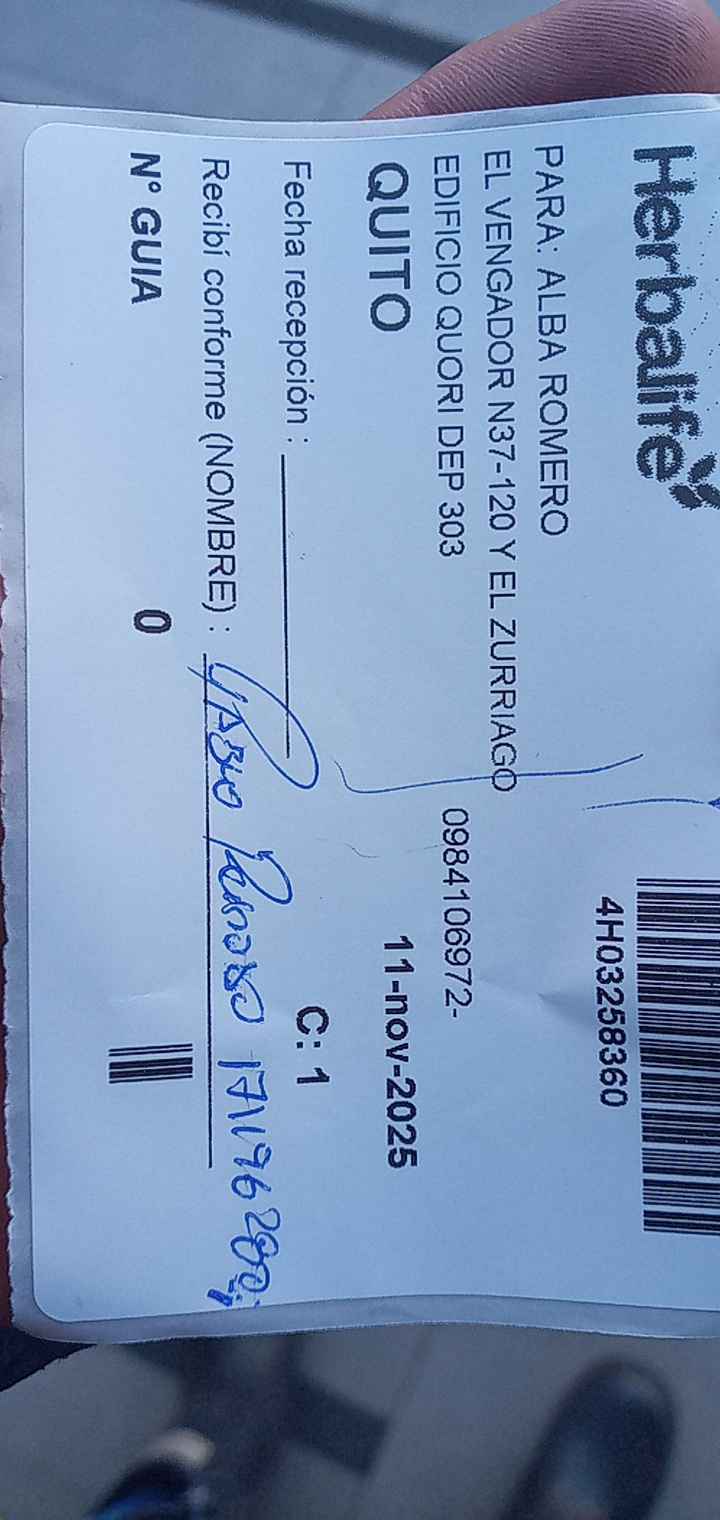 Herbalife
4H03258360
PARA: ALBA ROMERO
EL VENGADOR N37-120 Y EL ZURRIAGO
EDIFICIO QUORI DEP 303
0984106972-
QUITO
11-nov-2025
Fecha recepción :
C: 1
Recibí conforme (NOMBRE) : PABLO
N° GUIA
0